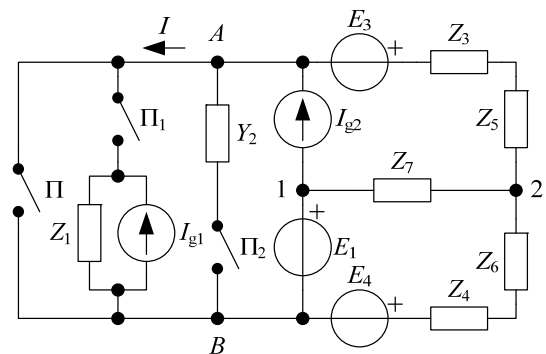 I
A
E3
+
Z3
Π1
Y2
Ig2
Z5
Π
1
Z7
2
Z1
Ig1
Π2
+
E1
Z6
E4
+
Z4
B